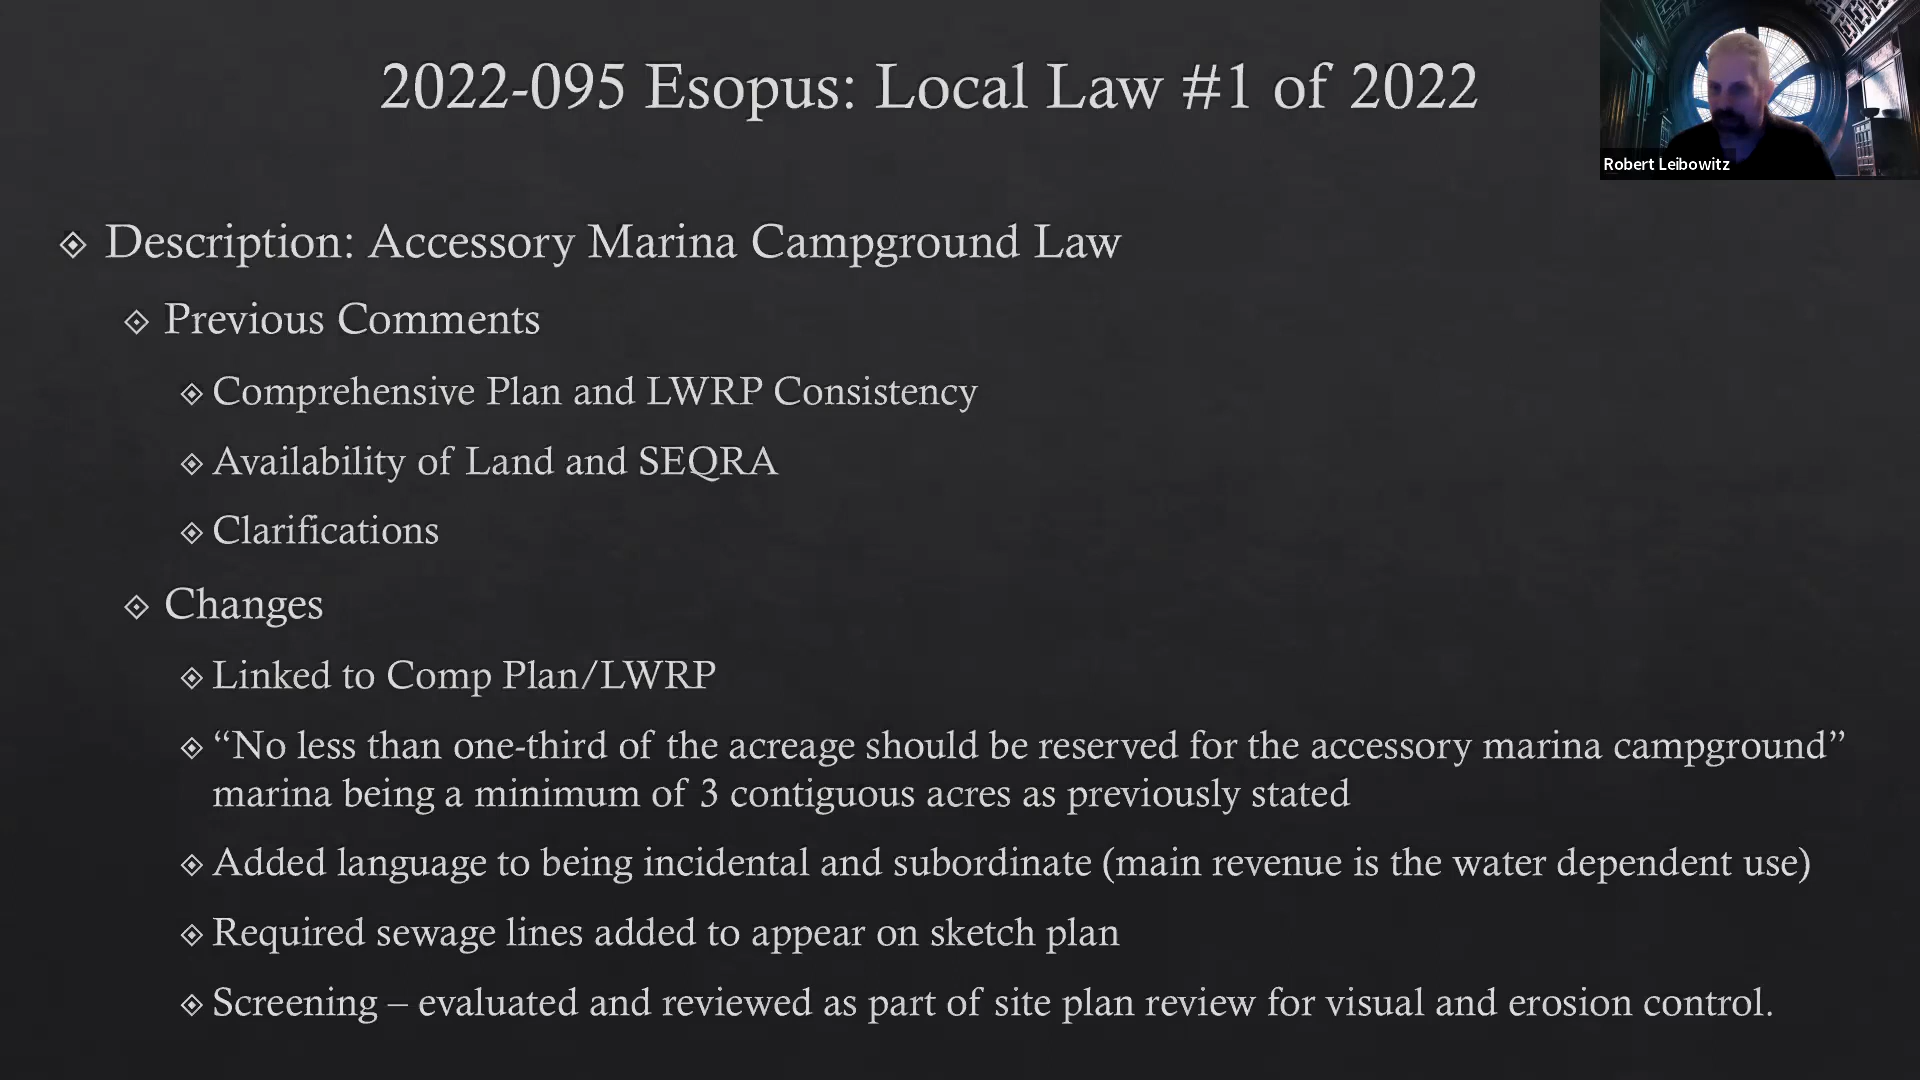 2022-095 Esopus: Local Law #1 of 2022
Robert Leibowitz
Description: Accessory Marina Campground Law
Previous Comments
Comprehensive Plan and LWRP Consistency
Availability of Land and SEQRA
Clarifications
Changes
Linked to Comp Plan/LWRP
“No less than one-third of the acreage should be reserved for the accessory marina campground”
marina being a minimum of 3 contiguous acres as previously stated
Added language to being incidental and subordinate (main revenue is the water dependent use)
Required sewage lines added to appear on sketch plan
Screening – evaluated and reviewed as part of site plan review for visual and erosion control.